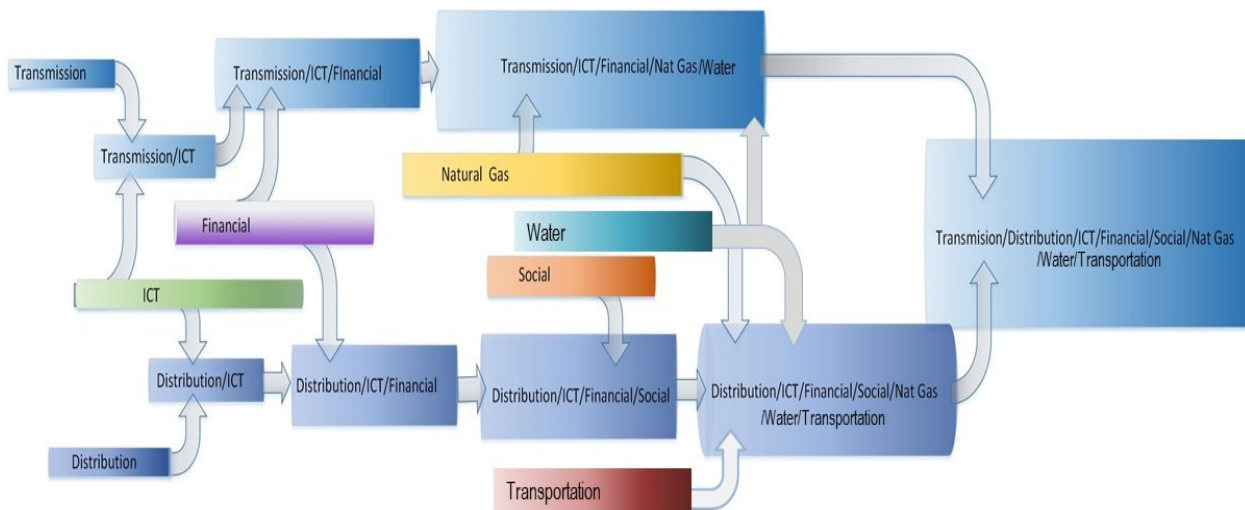 Transmission
Transmission/ICT/FInancial
Transmission/ICT/Financial/Nat Gas/Water
Transmission/ICT
Natural Gas
Financial
Water
Social
ICT
Transmision/Distribution/ICT/Financial/Social/Nat Gas
/Water/Transportation
Distribution/ICT
Distribution/ICT/Financial
Distribution/ICT/Financial/Social
Distribution/ICT/Financial/Social/Nat Gas
/Water/Transportation
Distribution
Transportation